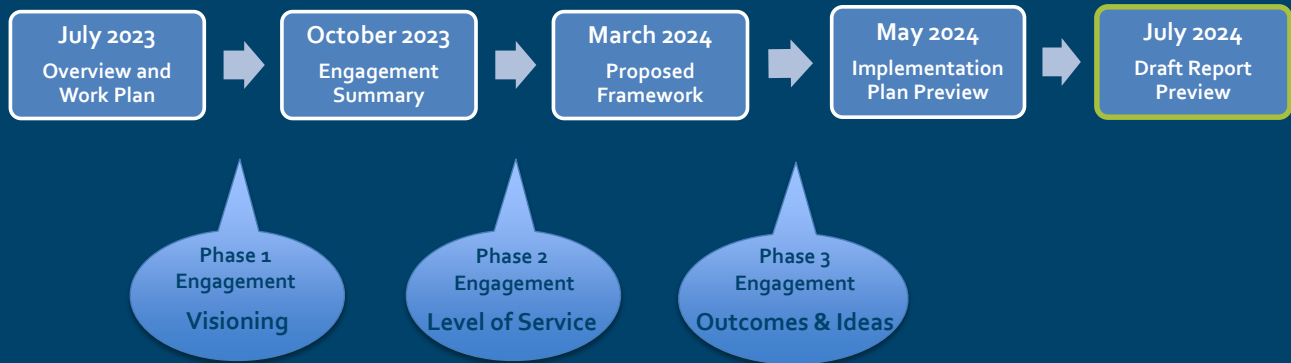 July 2023
Overview and
Work Plan
October 2023
Engagement
Summary
March 2024
Proposed
Framework
May 2024
Implementation
Plan Preview
July 2024
Draft Report
Preview
Phase 1
Engagement
Visioning
Phase 2
Engagement
Level of Service
Phase 3
Engagement
Outcomes & Ideas